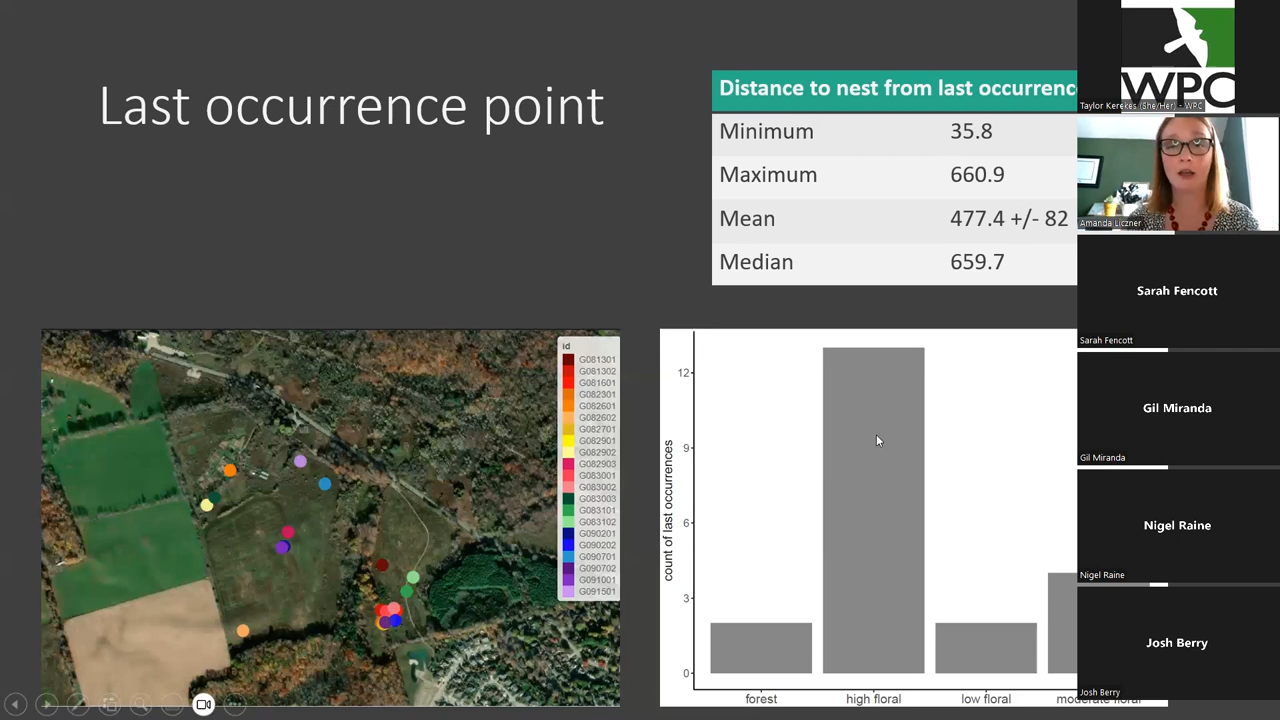 Last occurrence point
Distance to nest from last occurrenc
Minimum 35.8
Maximum 660.9
Mean 477.4 +/- 82
Median 659.7
id
G081301
G081302
G081601
G082301
G082601
G082602
G082701
G082901
G082902
G082903
G083001
G083002
G083003
G083101
G083102
G090201
G090202
G090701
G090702
G091001
G091501
count of last occurrences
12
9
6
3
0
forest high floral low floral moderate floral
WPC
Taylor Kerekes (She/Her) - WPC
Amanda Liczner
Sarah Fencott
Sarah Fencott
Gil Miranda
Gil Miranda
Nigel Raine
Nigel Raine
Josh Berry
Josh Berry